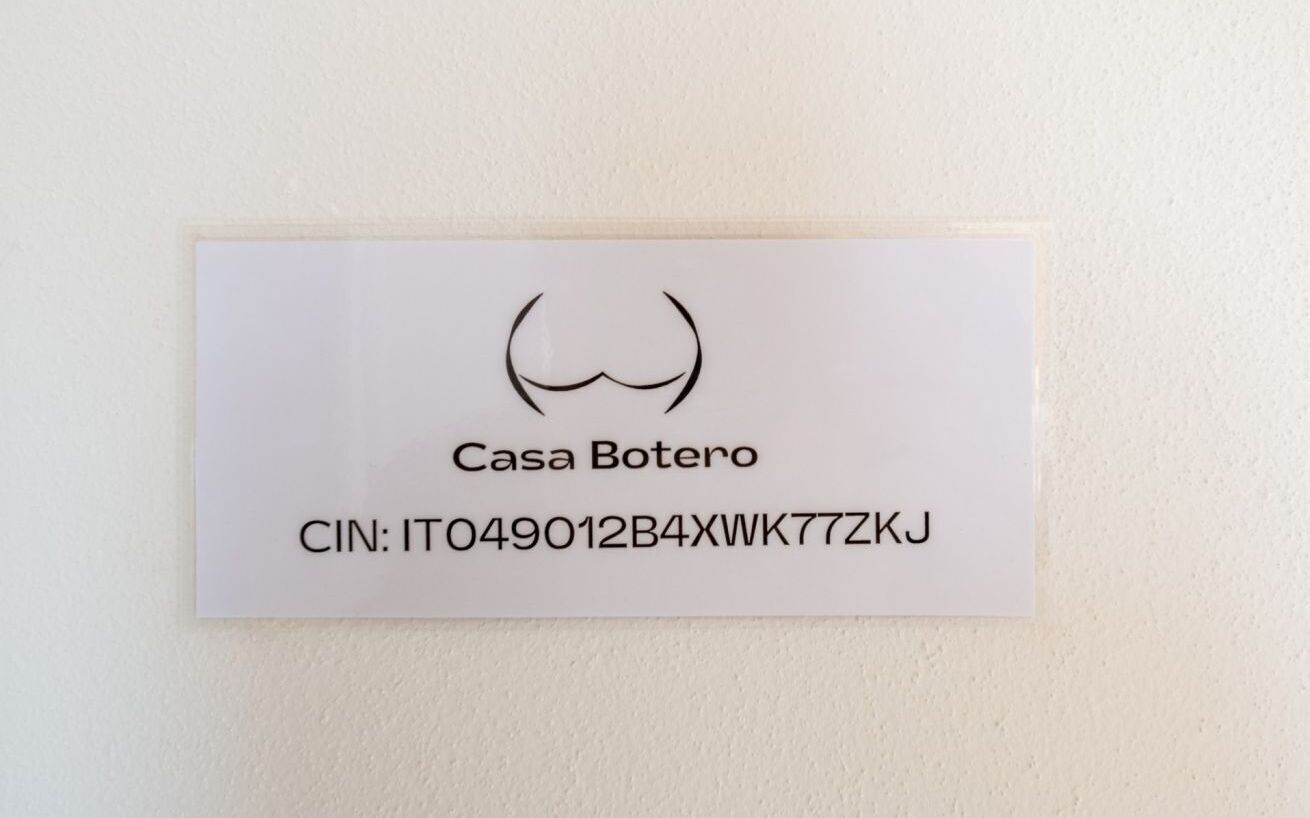 Casa Botero
CIN: IT049012B4XWK77ZKJ